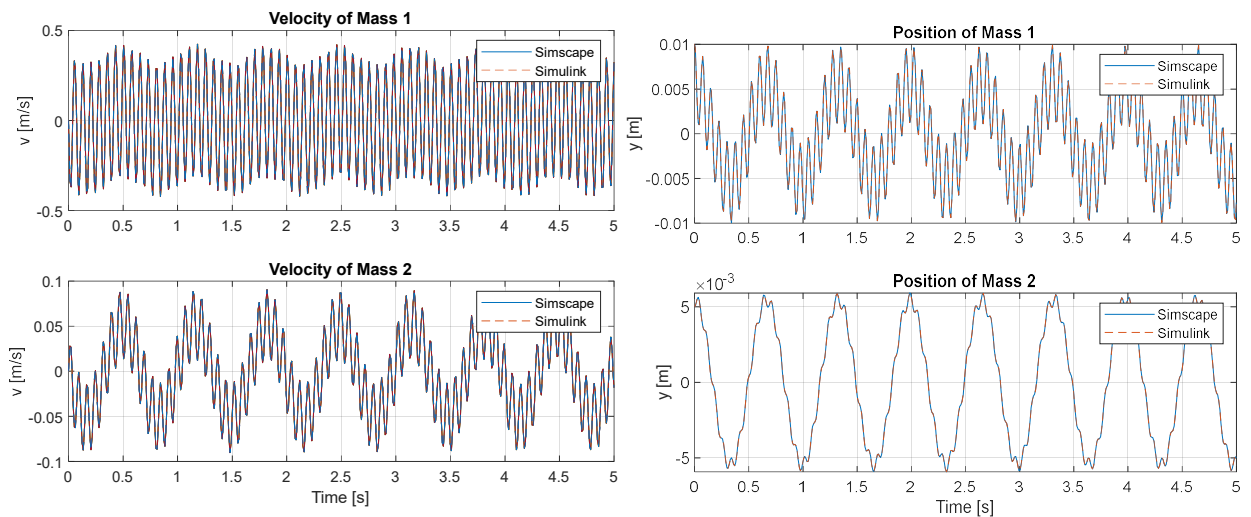 Velocity of Mass 1
0.5
0
-0.5
v [m/s]
Simscape
Simulink
0 0.5 1 1.5 2 2.5 3 3.5 4 4.5 5
Velocity of Mass 2
0.1
0.05
0
-0.05
-0.1
v [m/s]
Simscape
Simulink
0 0.5 1 1.5 2 2.5 3 3.5 4 4.5 5
Time [s]
Position of Mass 1
0.01
0.005
0
-0.005
-0.01
y [m]
Simscape
Simulink
0 0.5 1 1.5 2 2.5 3 3.5 4 4.5 5
Position of Mass 2
×10⁻³
5
0
-5
y [m]
Simscape
Simulink
0 0.5 1 1.5 2 2.5 3 3.5 4 4.5 5
Time [s]